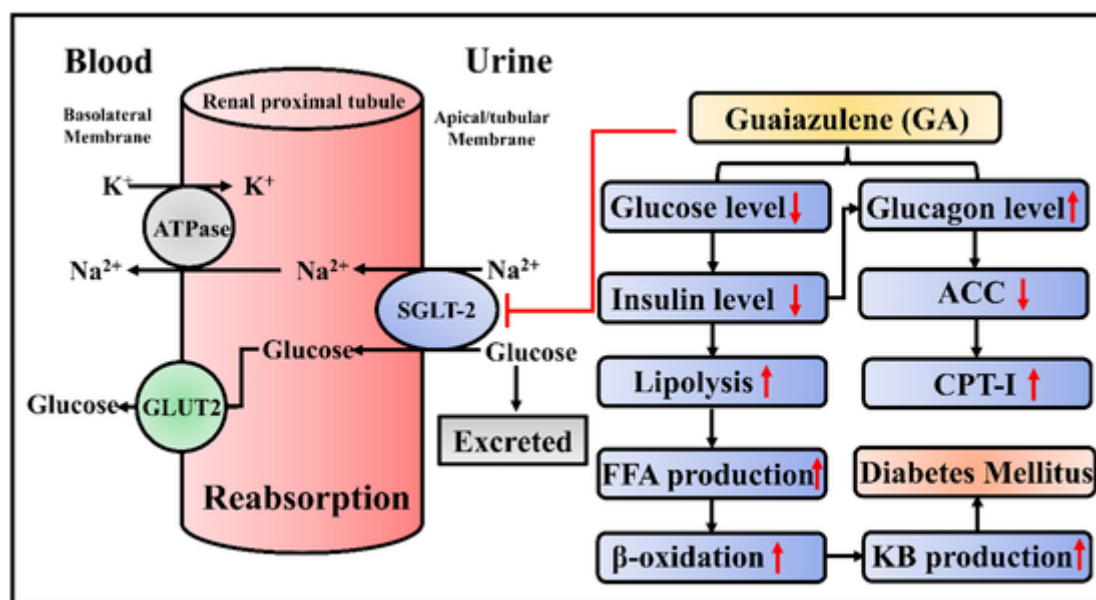 Blood
Urine
Basolateral
Membrane
Renal proximal tubule
Apical/tubular
Membrane
K⁺
K⁺
ATPase
Na²⁺
Na²⁺
Na²⁺
SGLT-2
Glucose
Glucose
Glucose
GLUT2
Excreted
Reabsorption
Guaiazulene (GA)
Glucose level
Glucagon level
Insulin level
ACC
Lipolysis
CPT-I
FFA production
Diabetes Mellitus
β-oxidation
KB production